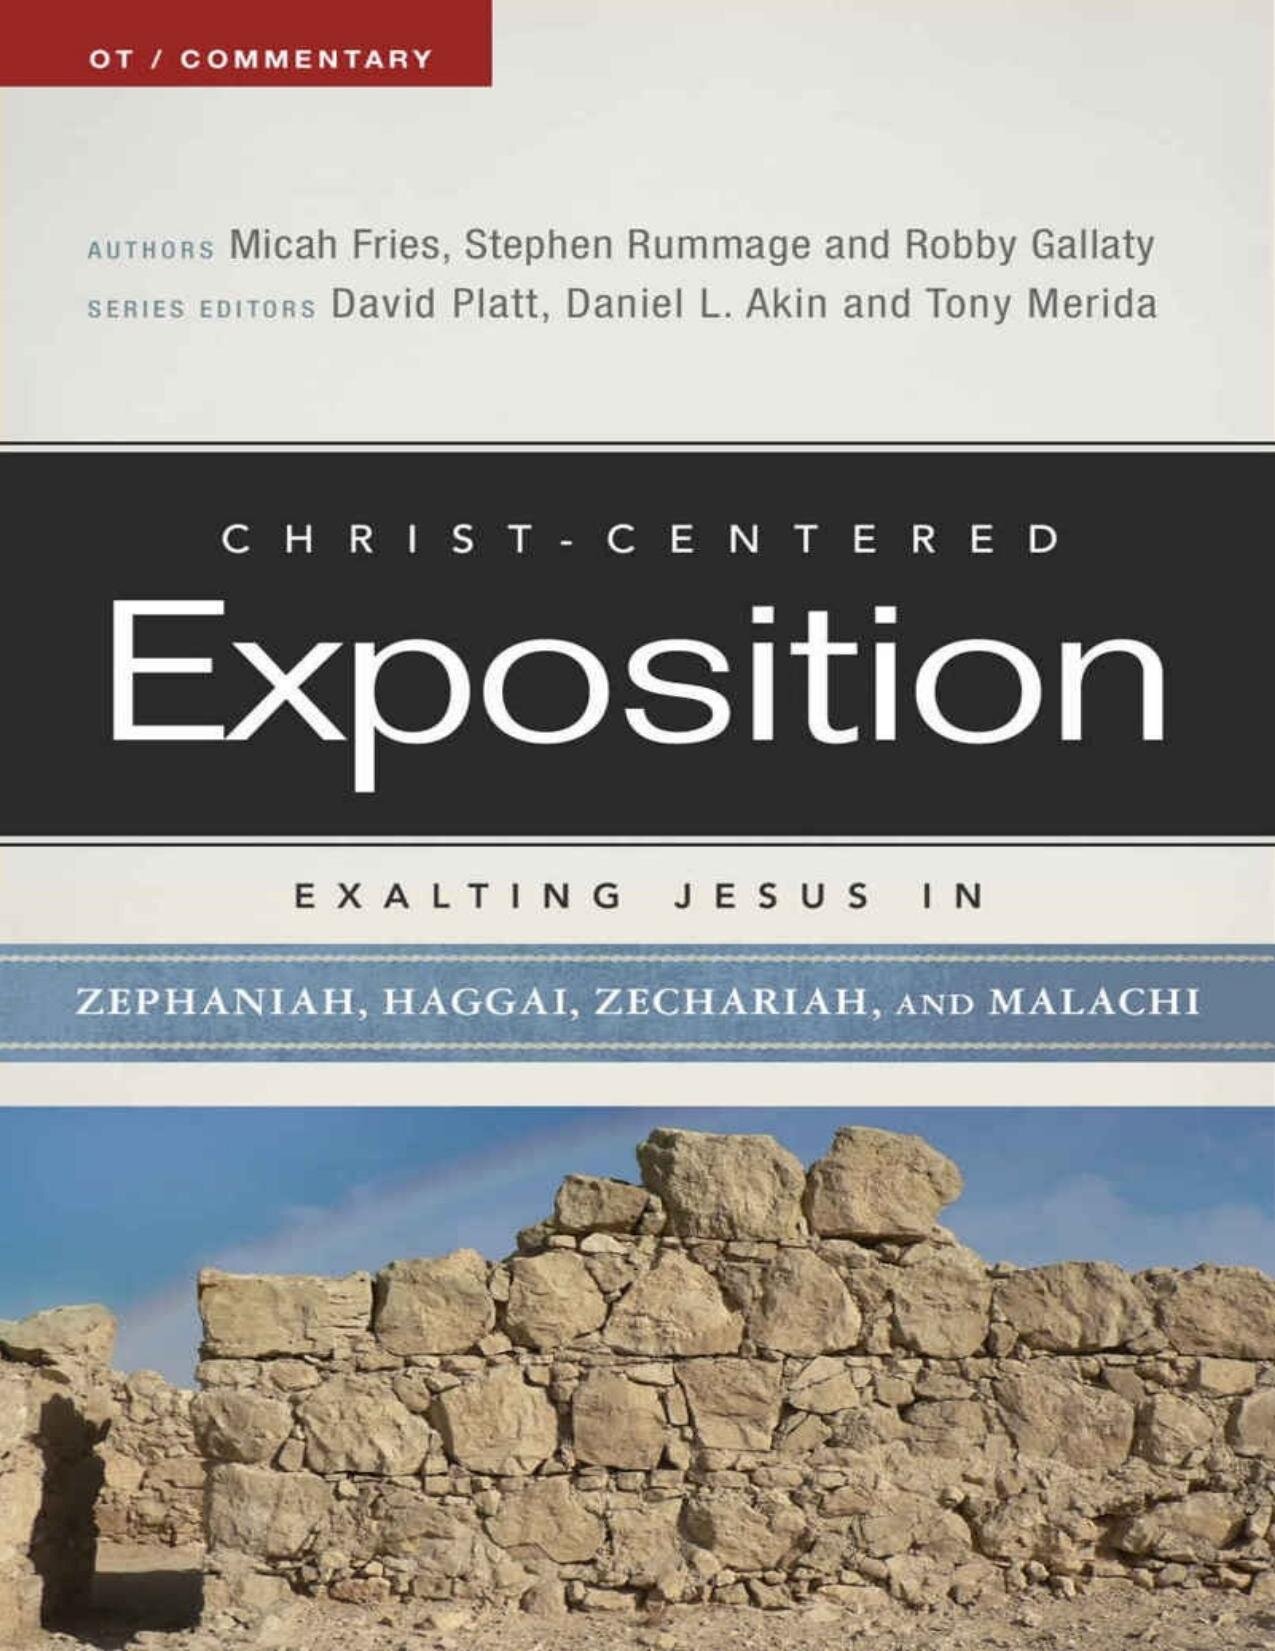 OT / COMMENTARY
AUTHORS Micah Fries, Stephen Rummage and Robby Gallaty
SERIES EDITORS David Platt, Daniel L. Akin and Tony Merida
CHRIST-CENTERED
Exposition
EXALTING JESUS IN
ZEPHANIAH, HAGGAI, ZECHARIAH, AND MALACHI